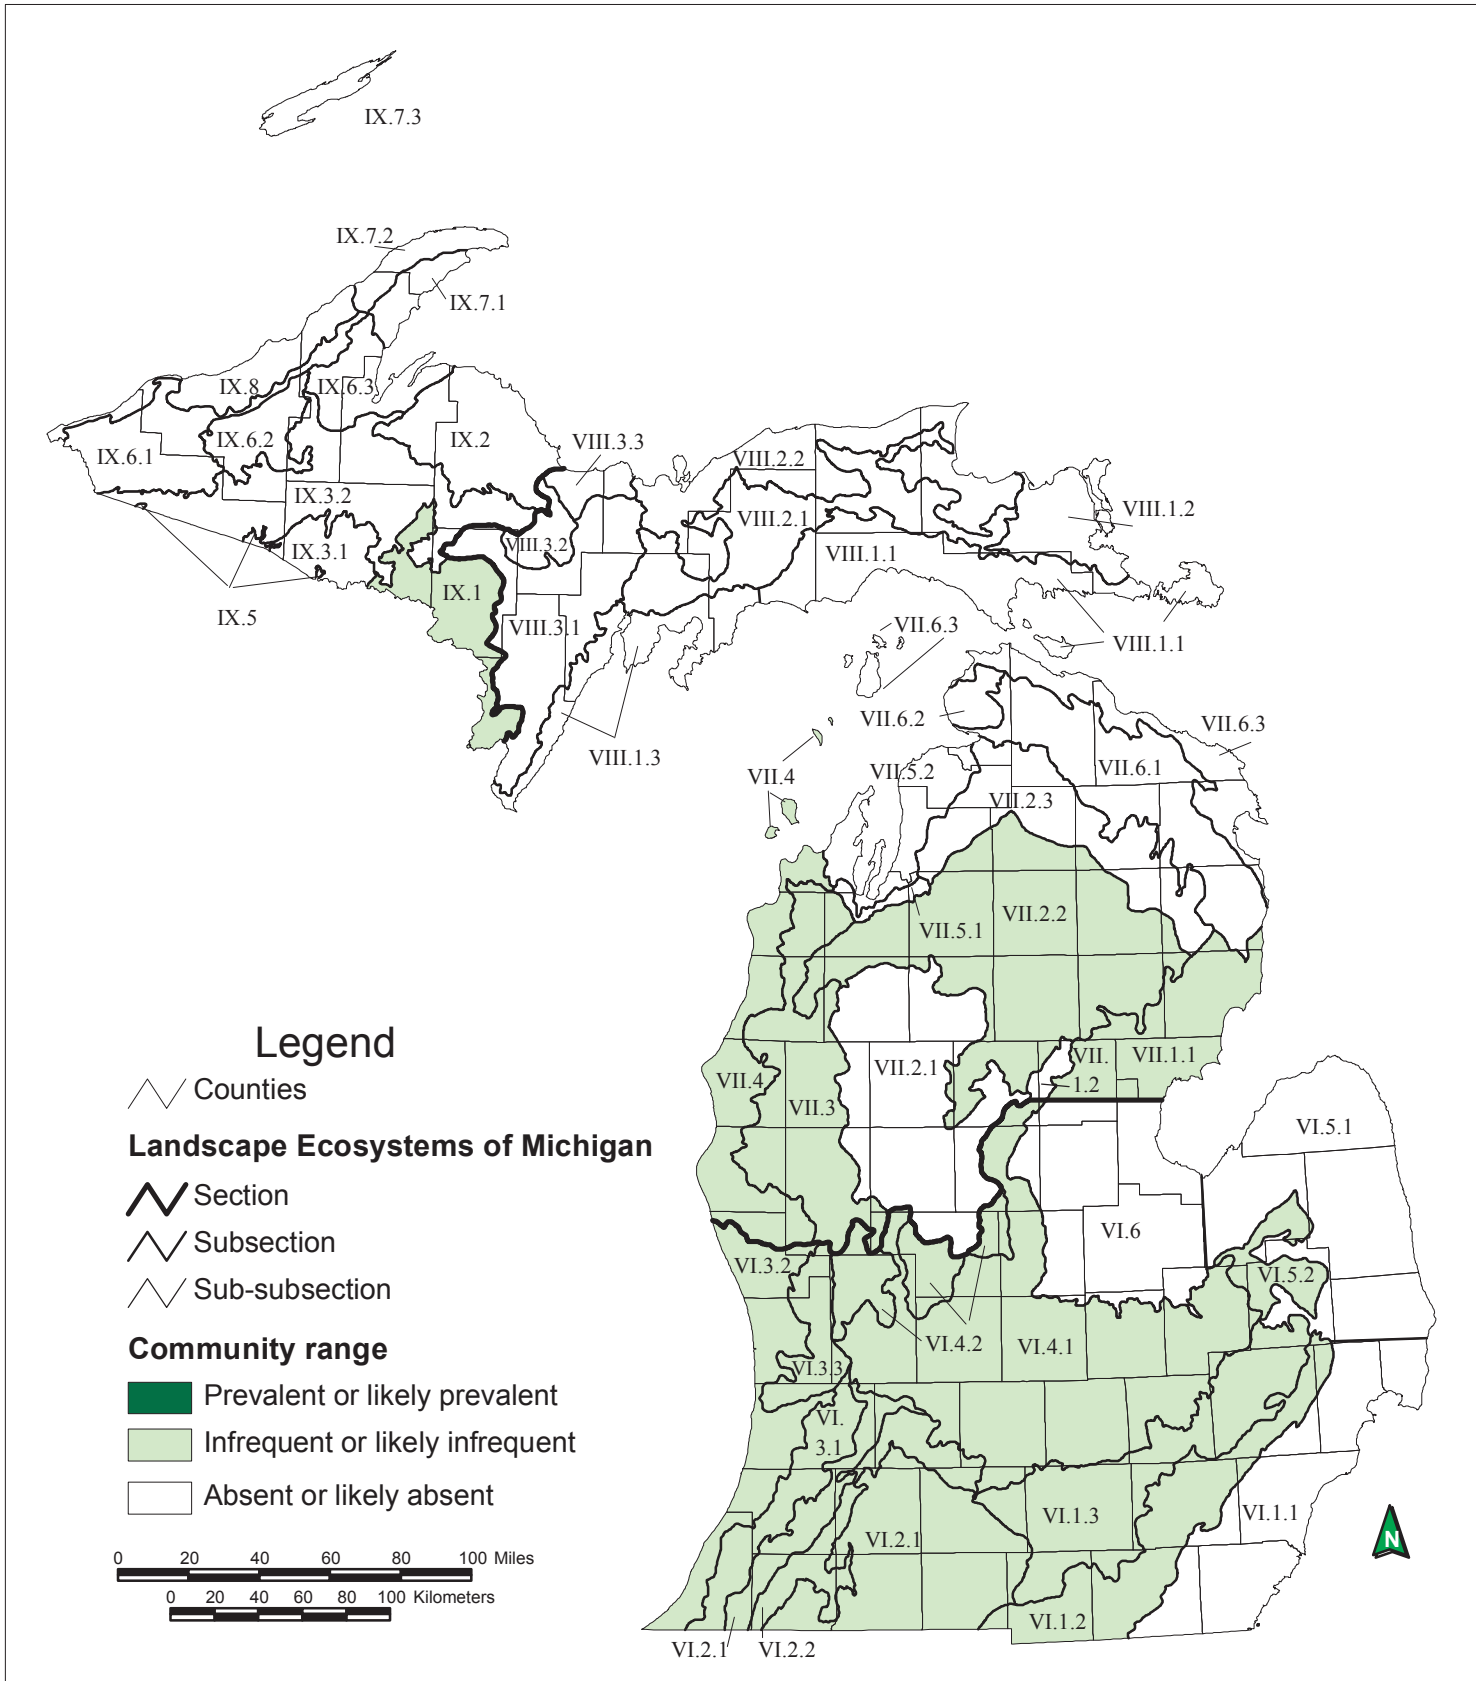 IX.7.3
IX.7.2
IX.7.1
IX.8
IX.6.3
IX.6.2
IX.2
IX.6.1
VIII.3.3
VIII.2.2
IX.3.2
VIII.2.1
VIII.1.2
IX.3.1
VIII.3.2
VIII.1.1
IX.1
IX.5
VIII.3.1
VII.6.3
VIII.1.1
VII.6.2
VII.6.3
VIII.1.3
VII.4
VII.5.2
VII.6.1
VII.2.3
VII.5.1
VII.2.2
VII.2.1
VII.
1.2
VII.1.1
VII.4
VII.3
VI.5.1
VI.6
VI.3.2
VI.5.2
VI.4.2
VI.4.1
VI.3.3
VI.
3.1
VI.2.1
VI.1.3
VI.1.1
VI.1.2
VI.2.1
VI.2.2
Legend
Counties
Landscape Ecosystems of Michigan
Section
Subsection
Sub-subsection
Community range
Prevalent or likely prevalent
Infrequent or likely infrequent
Absent or likely absent
0 20 40 60 80 100 Miles
0 20 40 60 80 100 Kilometers
N